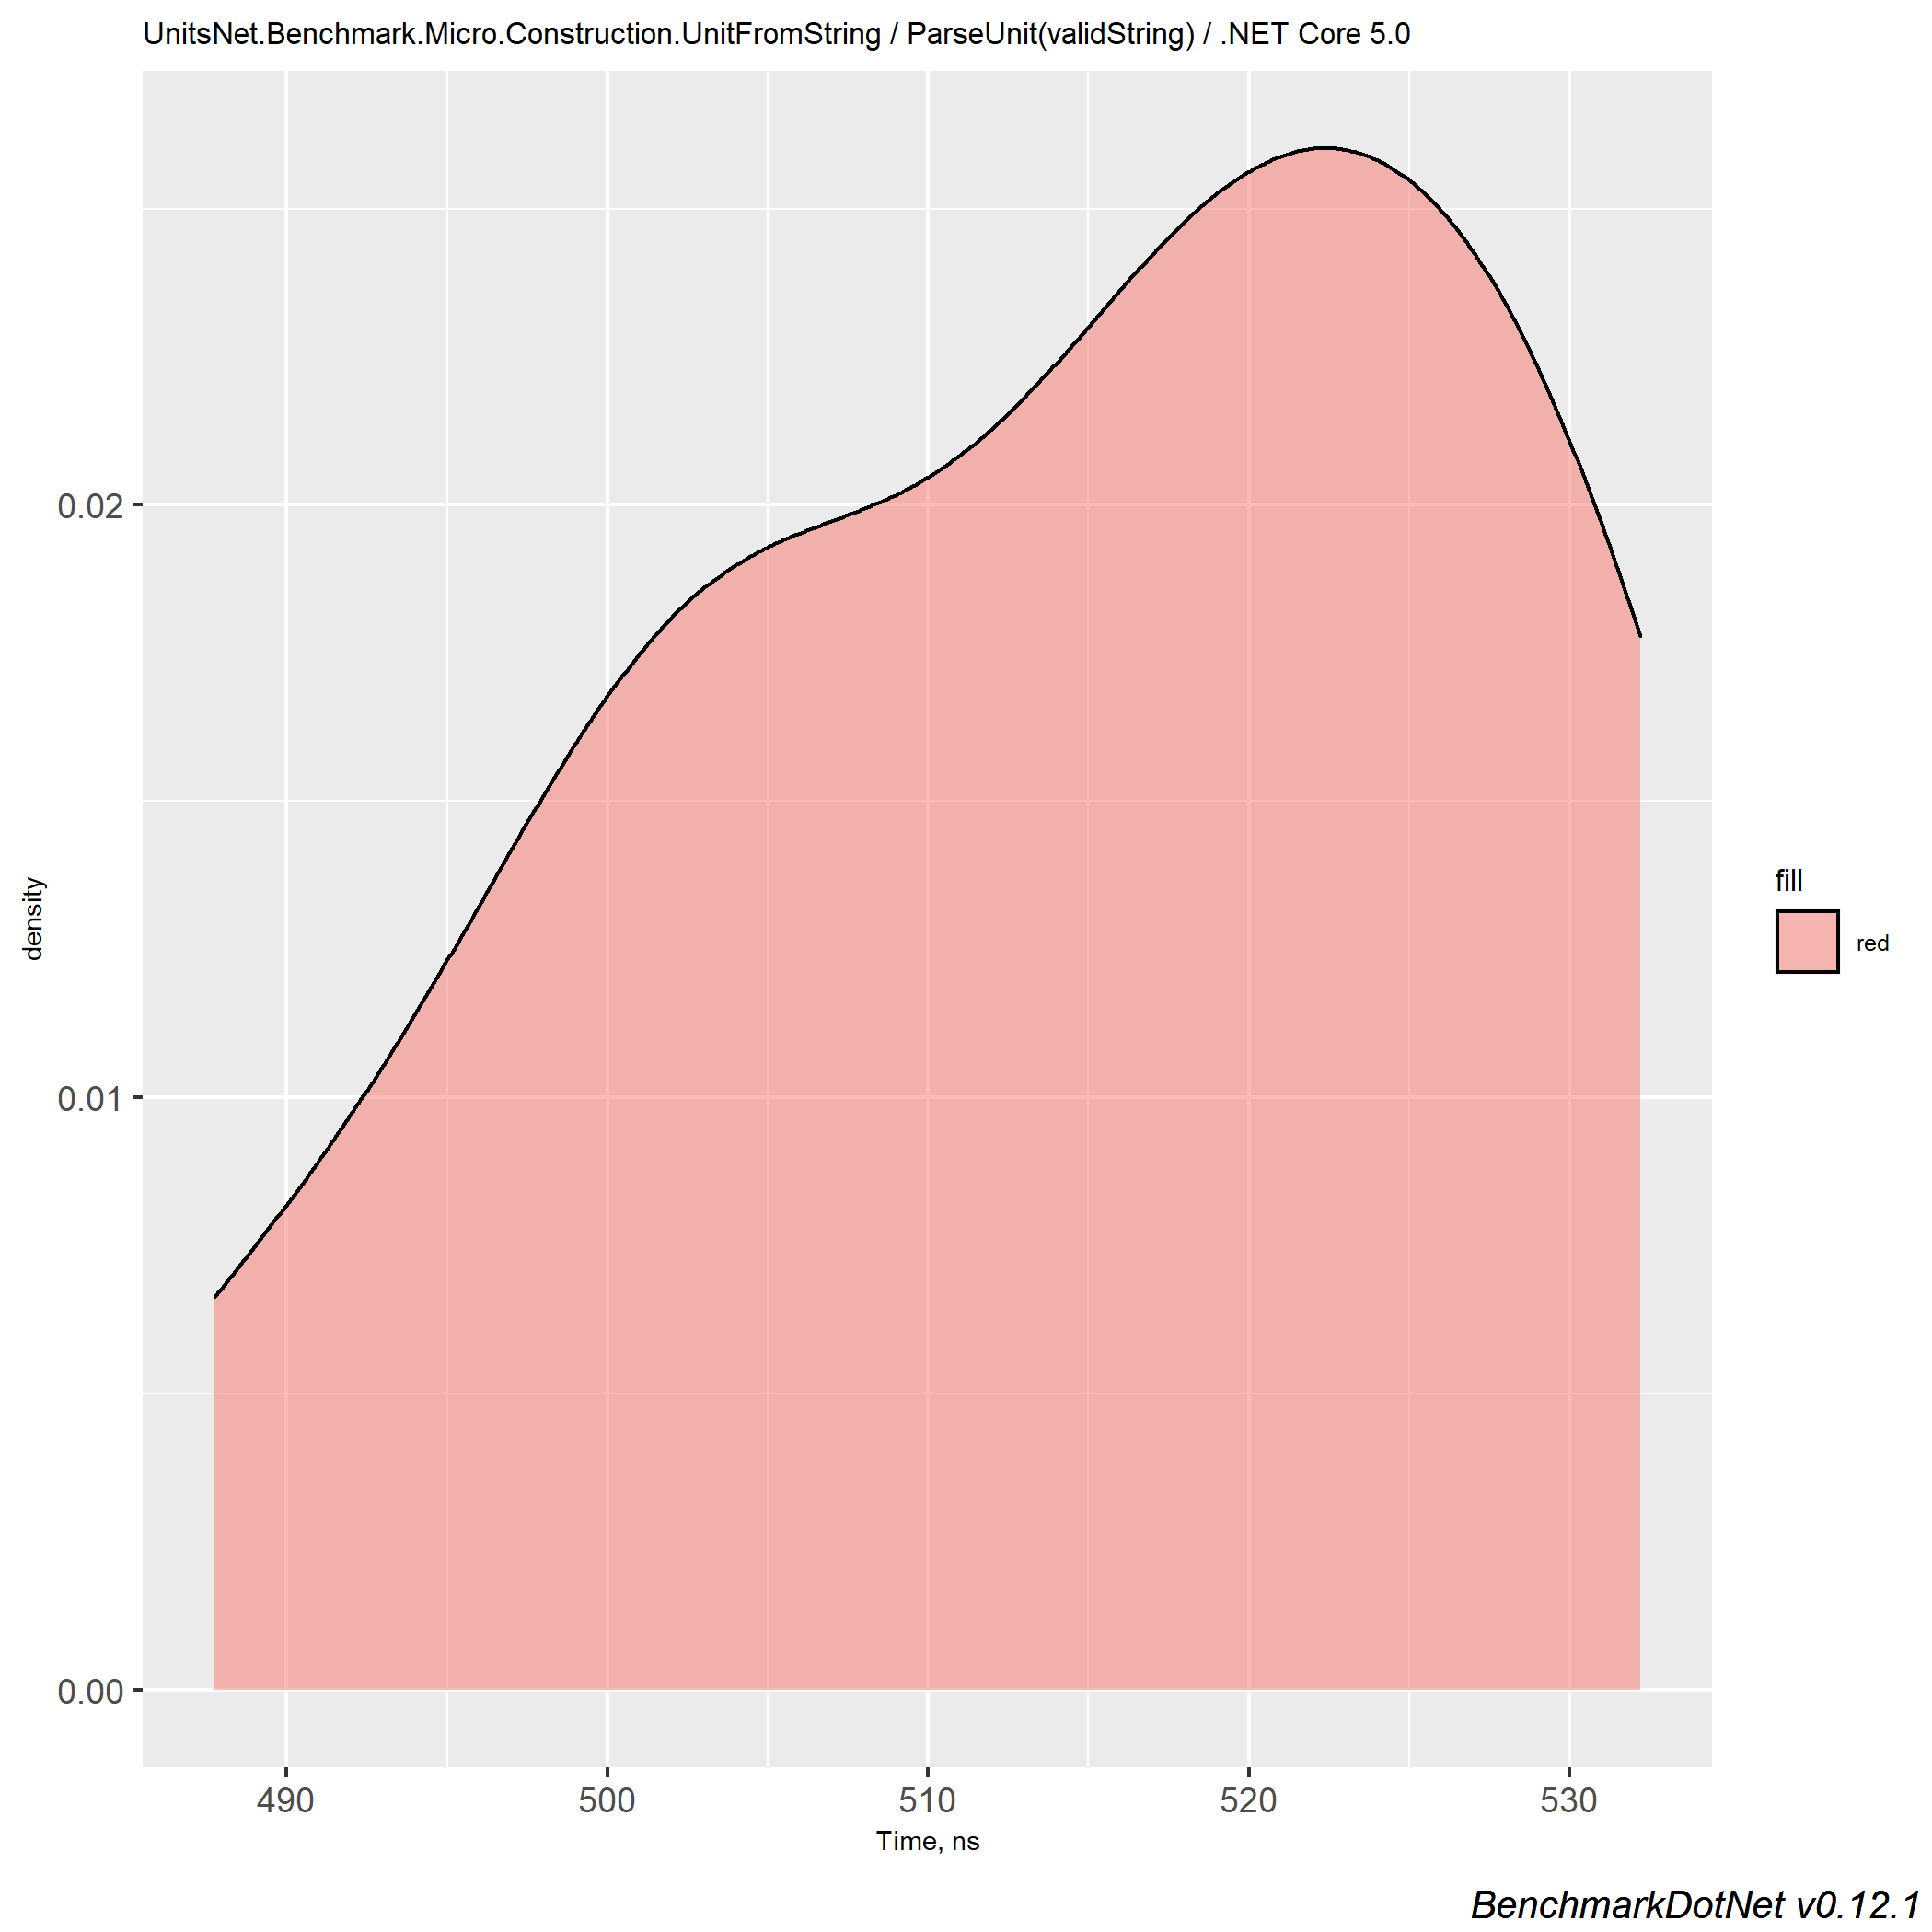 UnitsNet.Benchmark.Micro.Construction.UnitFromString / ParseUnit(validString) / .NET Core 5.0
density
0.02
0.01
0.00
490 500 510 520 530
Time, ns
fill
red
BenchmarkDotNet v0.12.1